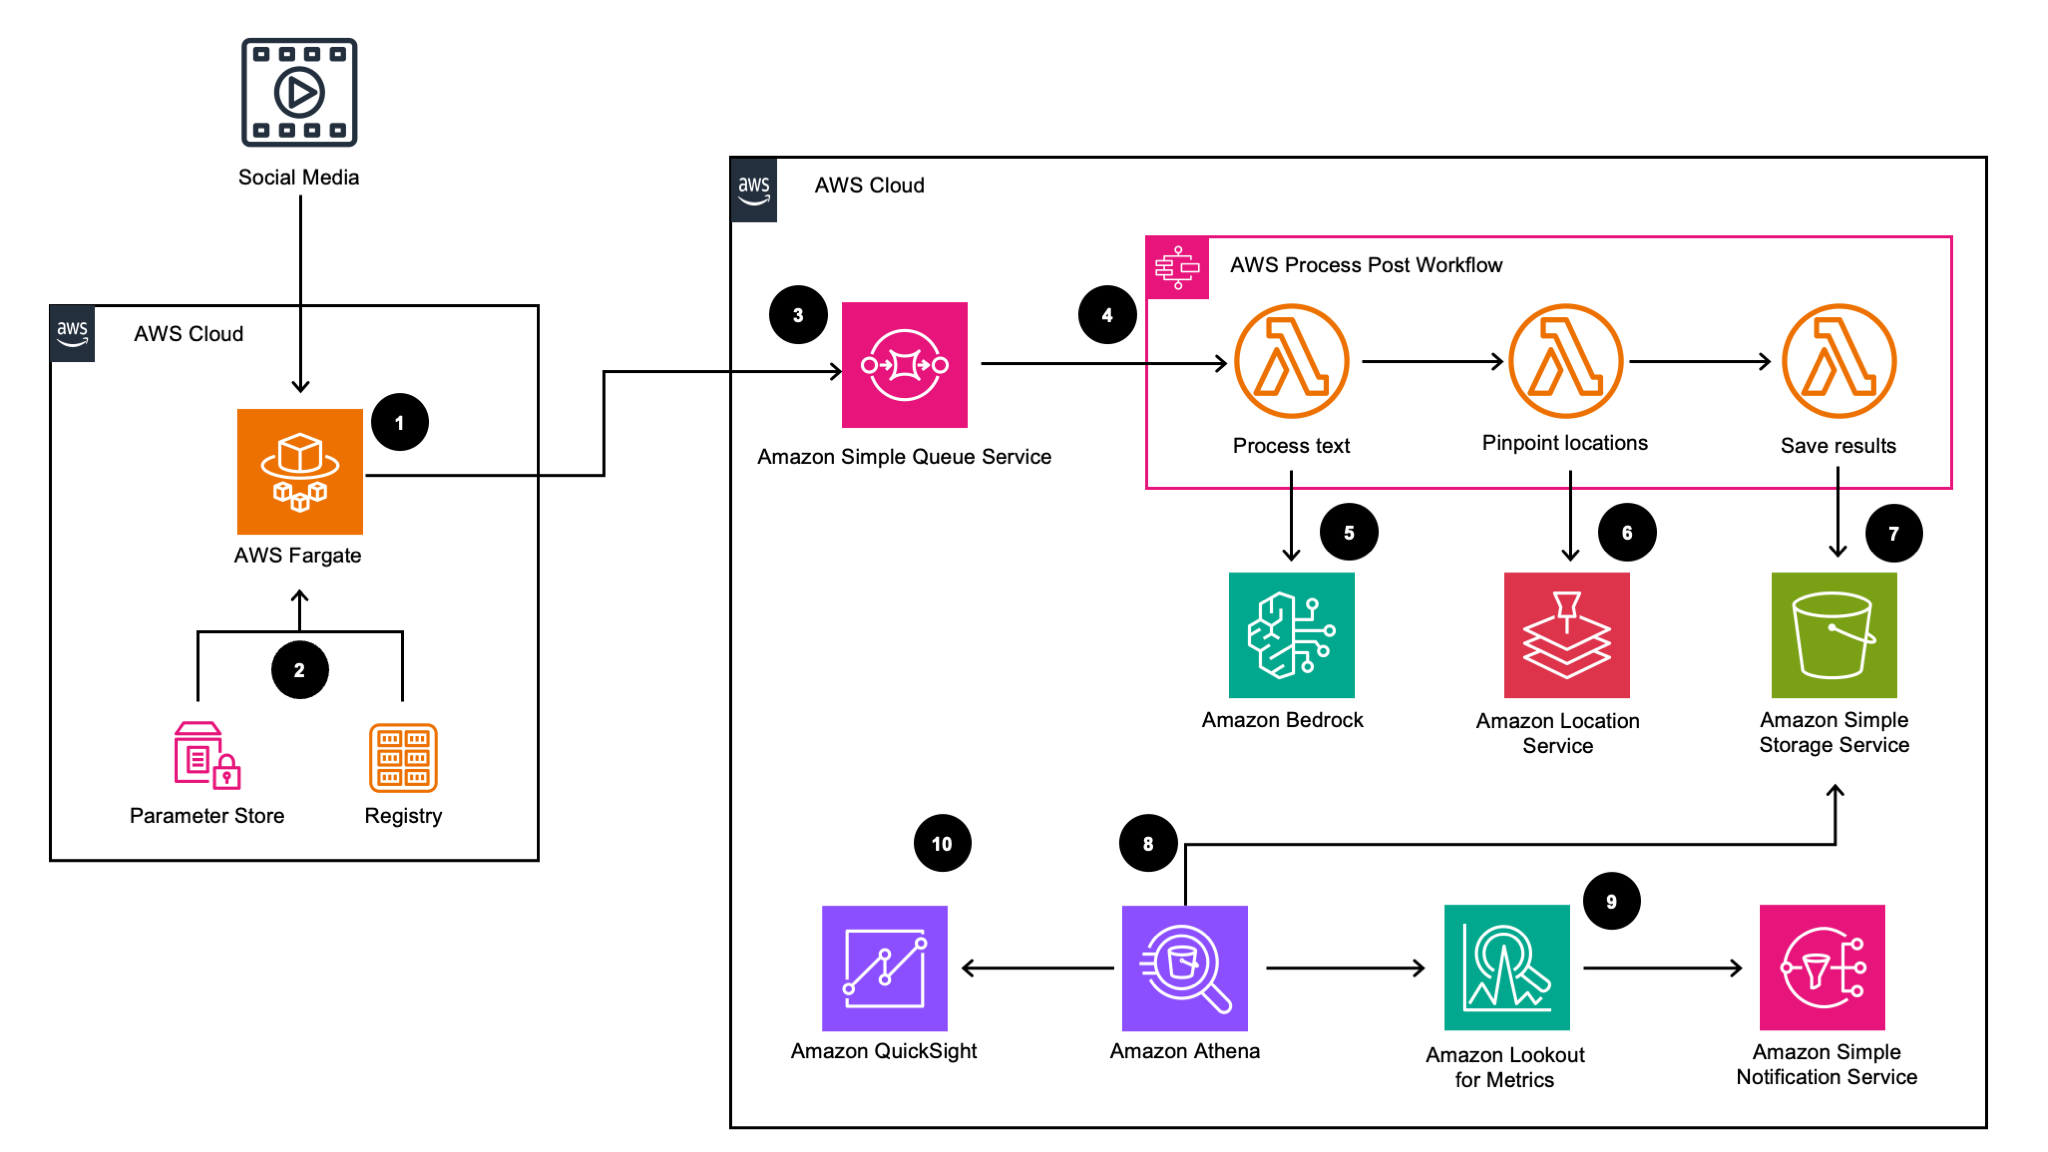 Social Media
aws
AWS Cloud
1
AWS Fargate
2
Parameter Store
Registry
aws
AWS Cloud
3
Amazon Simple Queue Service
4
AWS Process Post Workflow
Process text
Pinpoint locations
Save results
5
6
7
Amazon Bedrock
Amazon Location
Service
Amazon Simple
Storage Service
10
8
9
Amazon QuickSight
Amazon Athena
Amazon Lookout
for Metrics
Amazon Simple
Notification Service